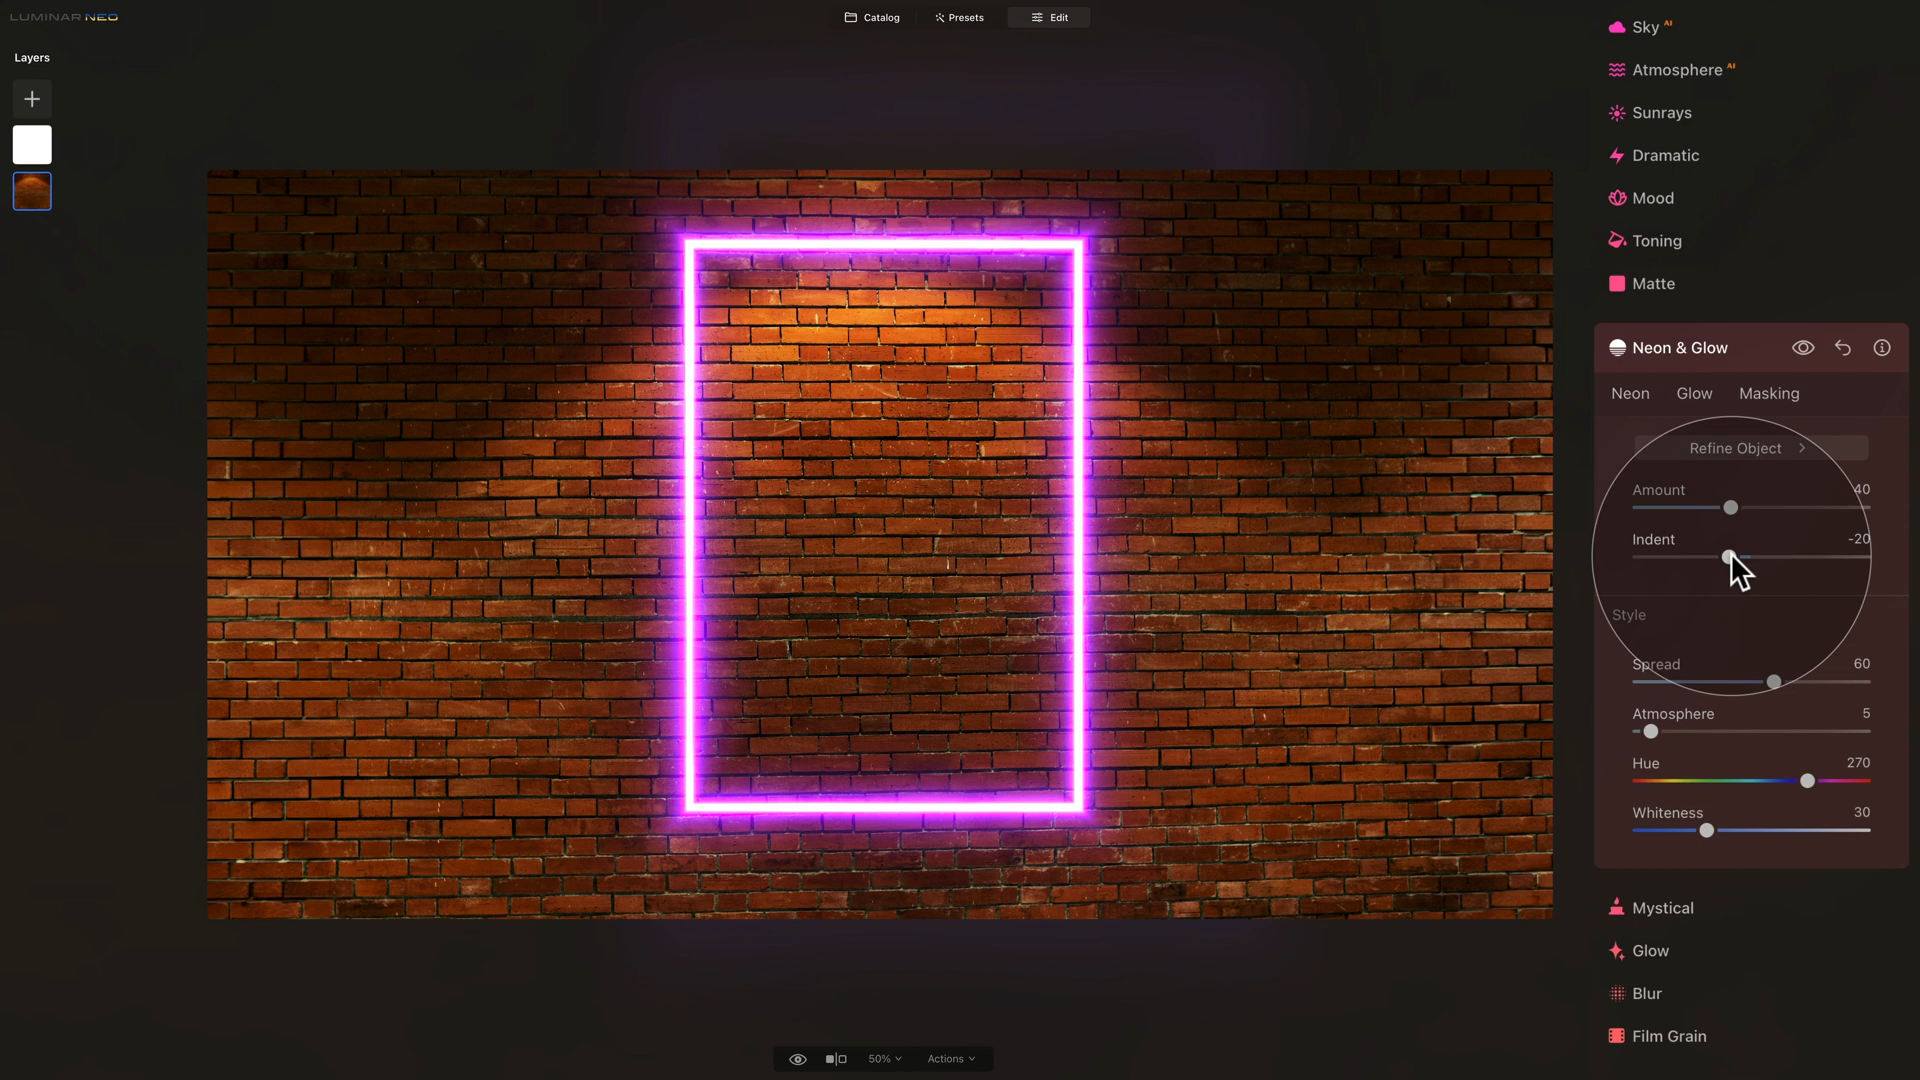 LUMINAR NEO
Catalog
Presets
Edit
Layers
Sky AI
Atmosphere AI
Sunrays
Dramatic
Mood
Toning
Matte
Neon & Glow
Neon Glow Masking
Refine Object
Amount 40
Indent -20
Style
Spread 60
Atmosphere 5
Hue 270
Whiteness 30
Mystical
Glow
Blur
Film Grain
50%
Actions